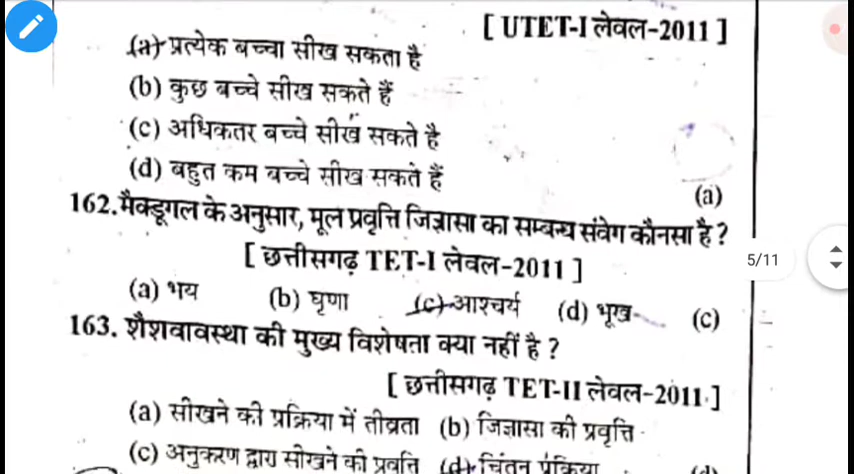 [ UTET-I लेवल-2011 ]
(a) प्रत्येक बच्चा सीख सकता है
(b) कुछ बच्चे सीख सकते हैं
(c) अधिकतर बच्चे सीख सकते है
(d) बहुत कम बच्चे सीख सकते हैं
(a)
162. मैक्डूगल के अनुसार, मूल प्रवृत्ति जिज्ञासा का सम्बन्ध संवेग कौनसा है ?
[ छत्तीसगढ़ TET-I लेवल-2011 ]
5/11
(a) भय (b) घृणा (c) आश्चर्य (d) भूख (c)
163. शैशवावस्था की मुख्य विशेषता क्या नहीं है ?
[ छत्तीसगढ़ TET-II लेवल-2011 ]
(a) सीखने की प्रक्रिया में तीव्रता (b) जिज्ञासा की प्रवृत्ति
(c) अनुकरण द्वारा सीखने की प्रवृत्ति (d) चिंतन प्रक्रिया (d)